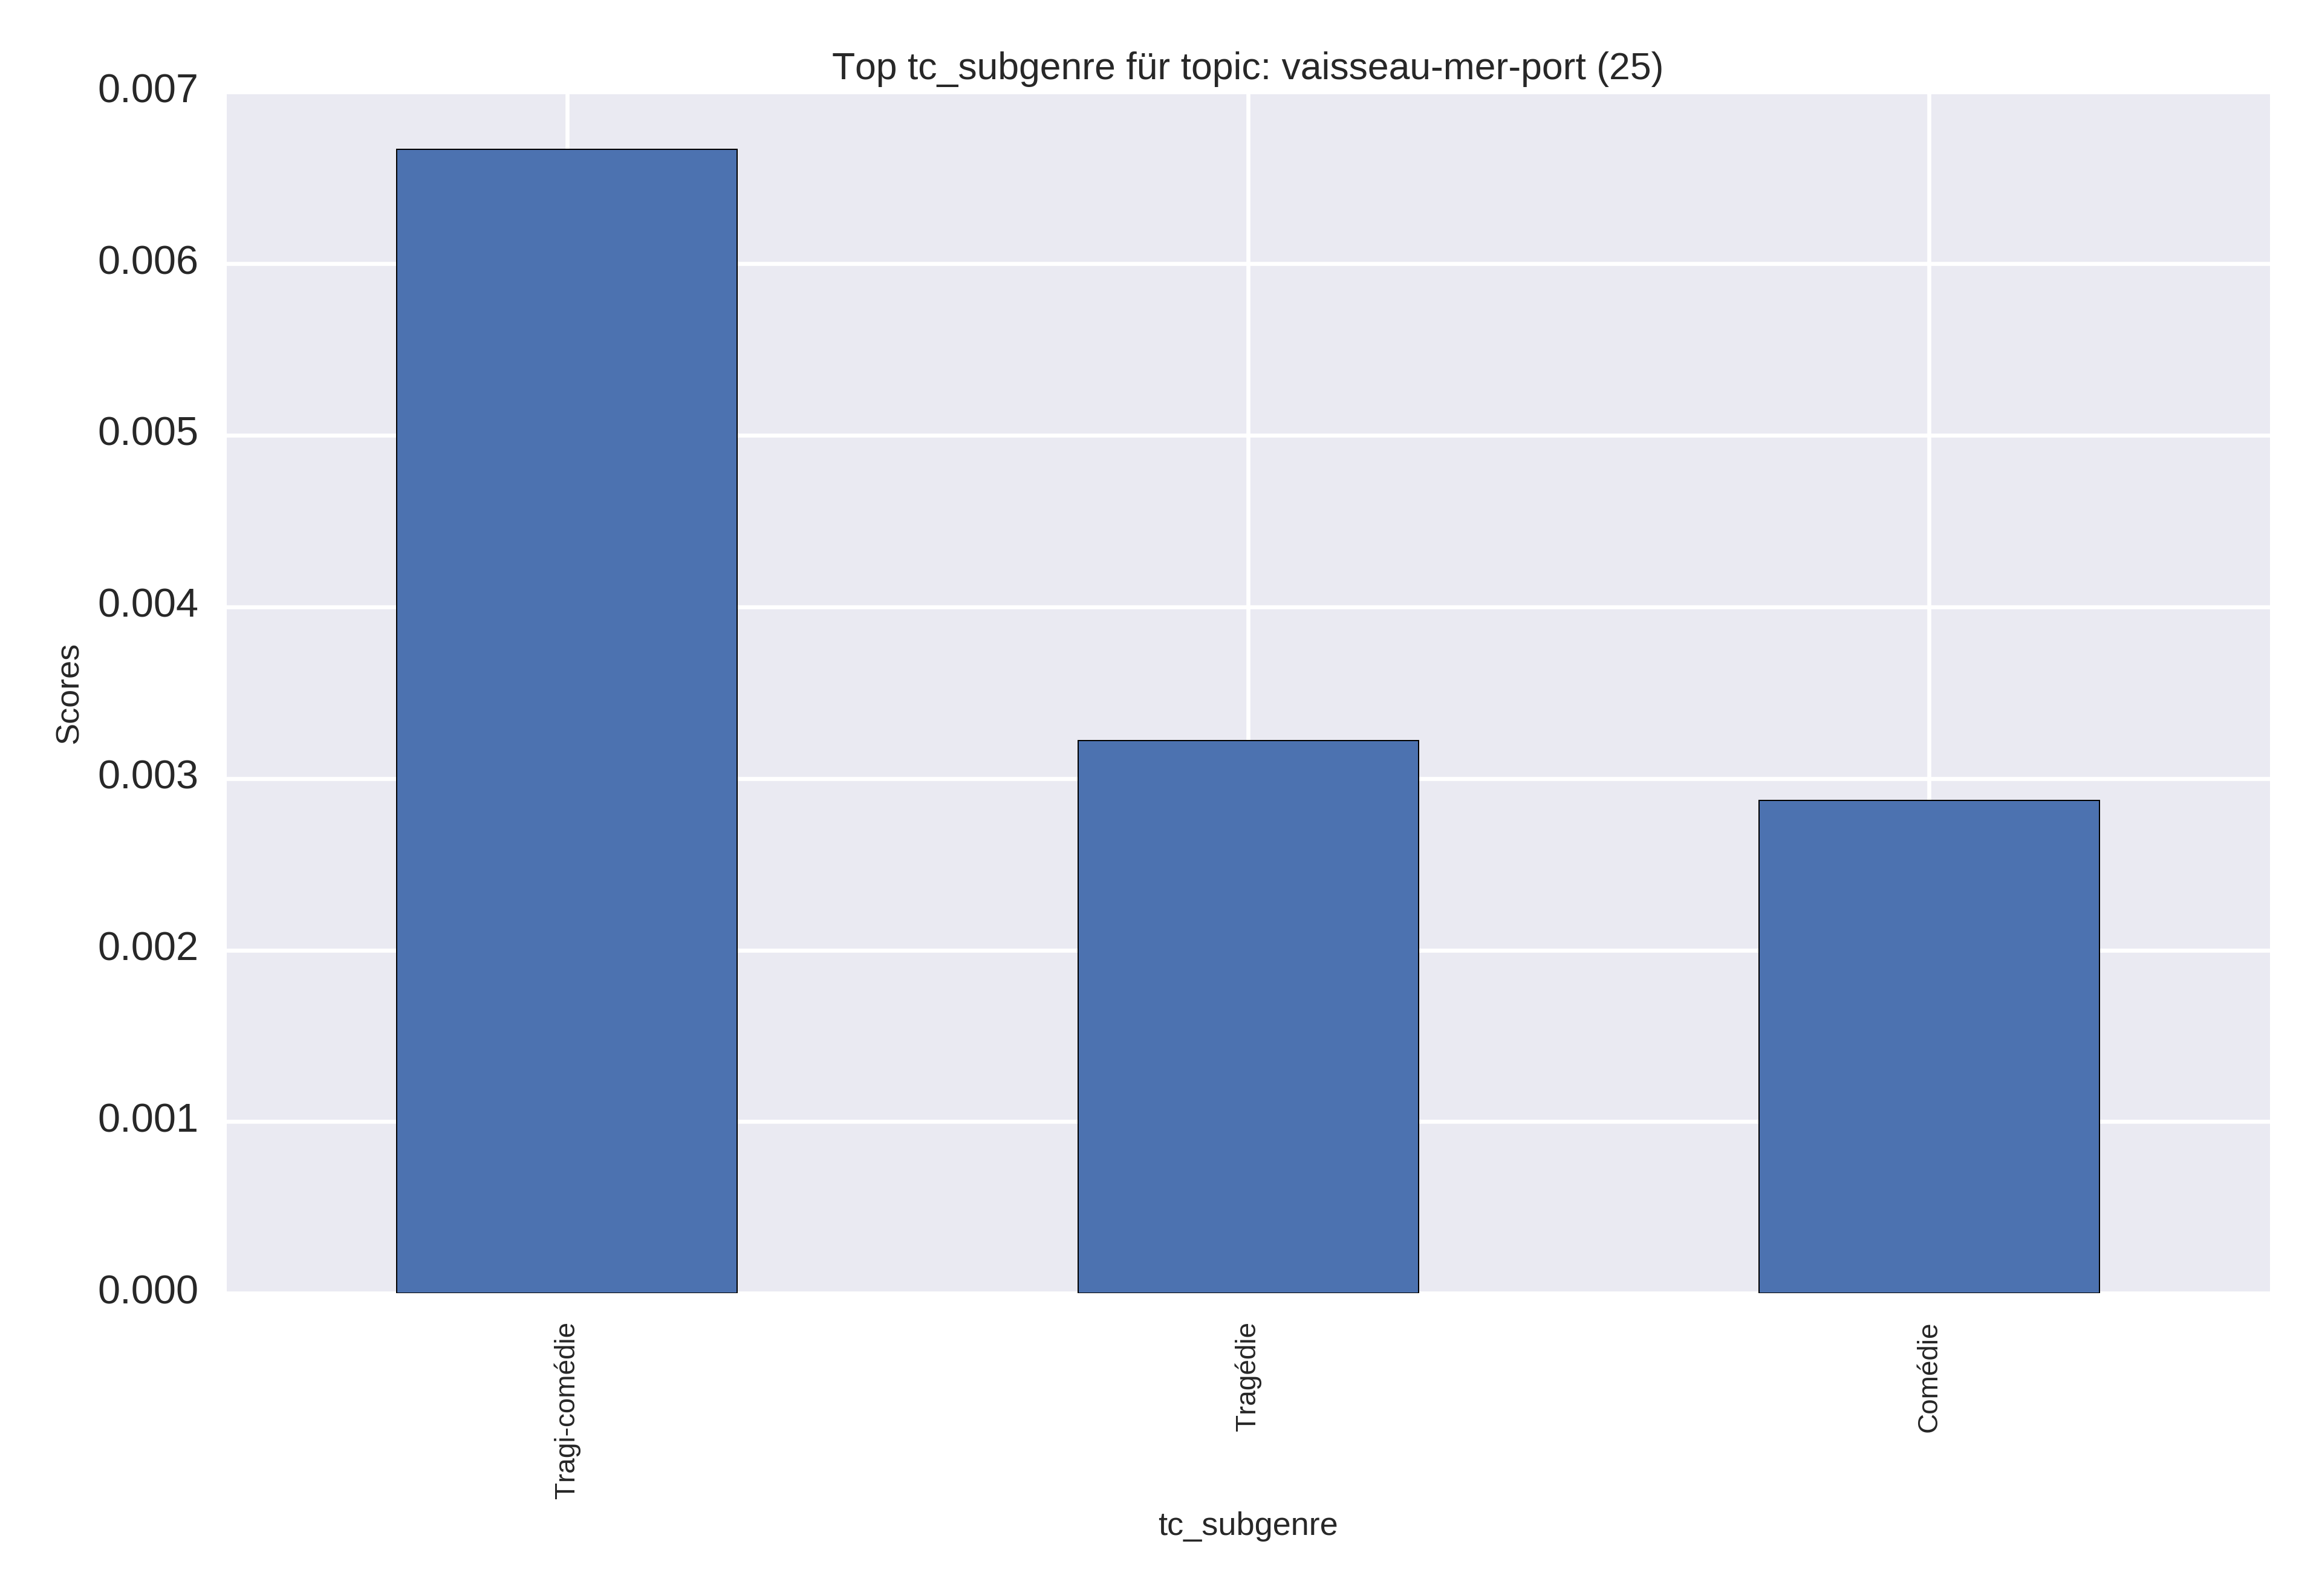 Top tc_subgenre für topic: vaisseau-mer-port (25)
0.007
0.006
0.005
0.004
0.003
0.002
0.001
0.000
Scores
Tragi-comédie
Tragédie
Comédie
tc_subgenre